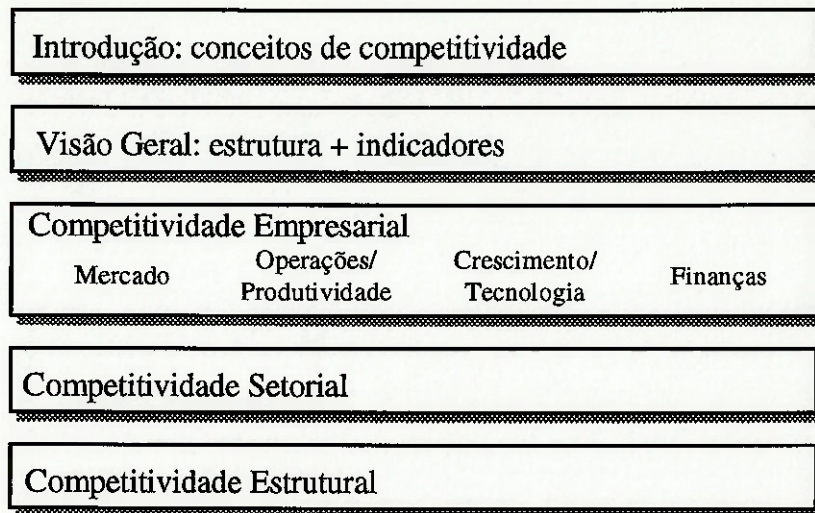 Introdução: conceitos de competitividade
Visão Geral: estrutura + indicadores
Competitividade Empresarial
Mercado
Operações/
Produtividade
Crescimento/
Tecnologia
Finanças
Competitividade Setorial
Competitividade Estrutural